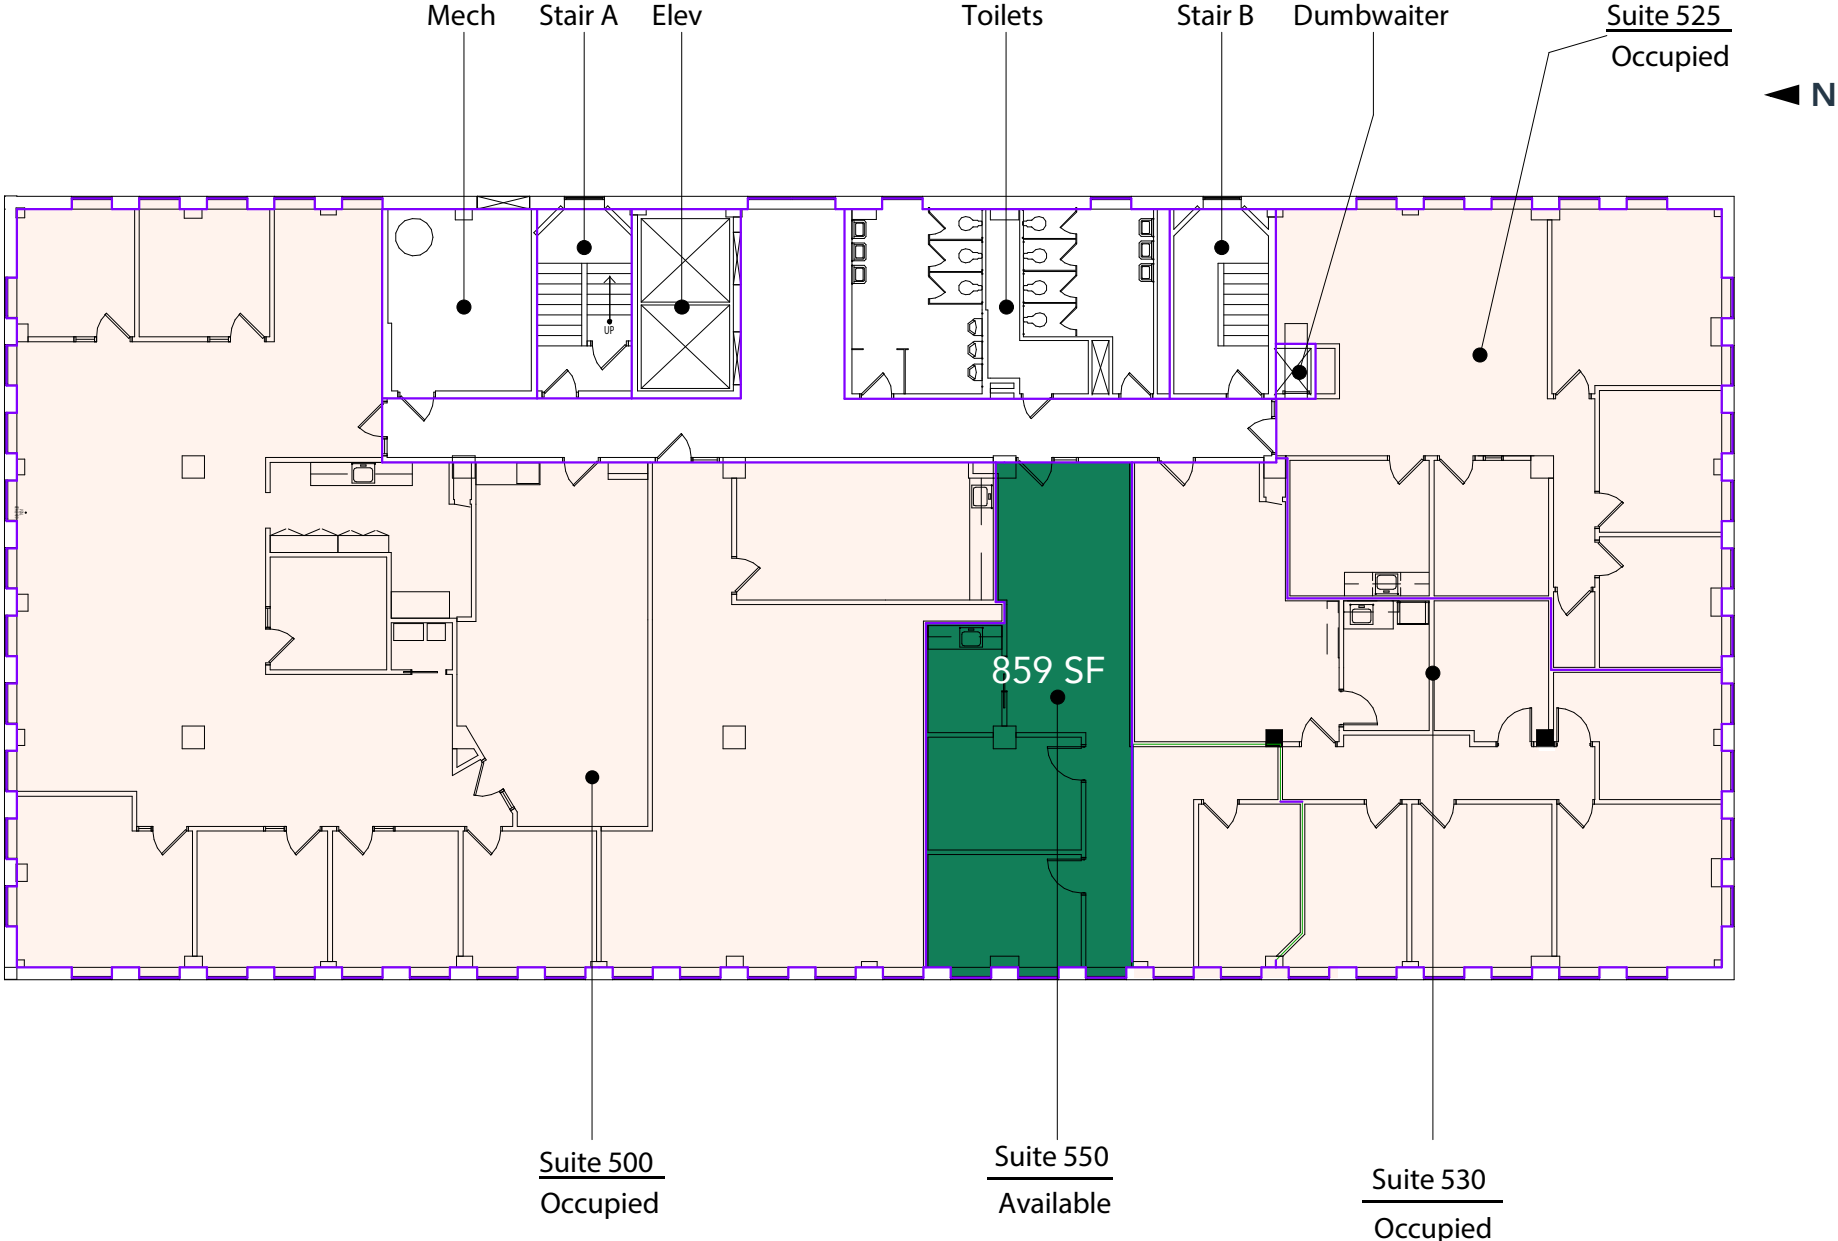 Mech
Stair A
Elev
Toilets
Stair B
Dumbwaiter
Suite 525
Occupied
N
UP
859 SF
Suite 500
Occupied
Suite 550
Available
Suite 530
Occupied